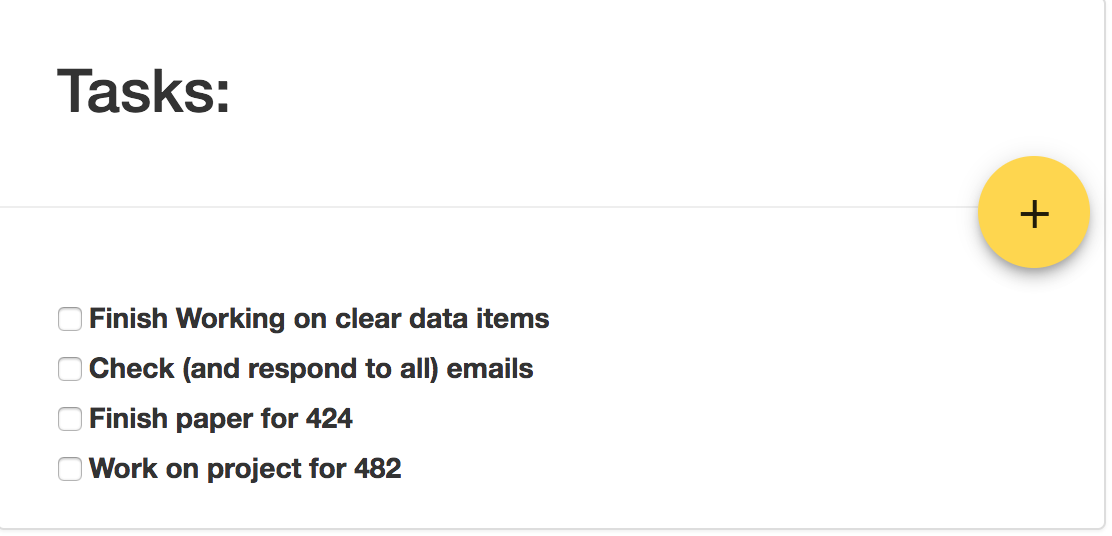 Tasks:
+
Finish Working on clear data items
Check (and respond to all) emails
Finish paper for 424
Work on project for 482